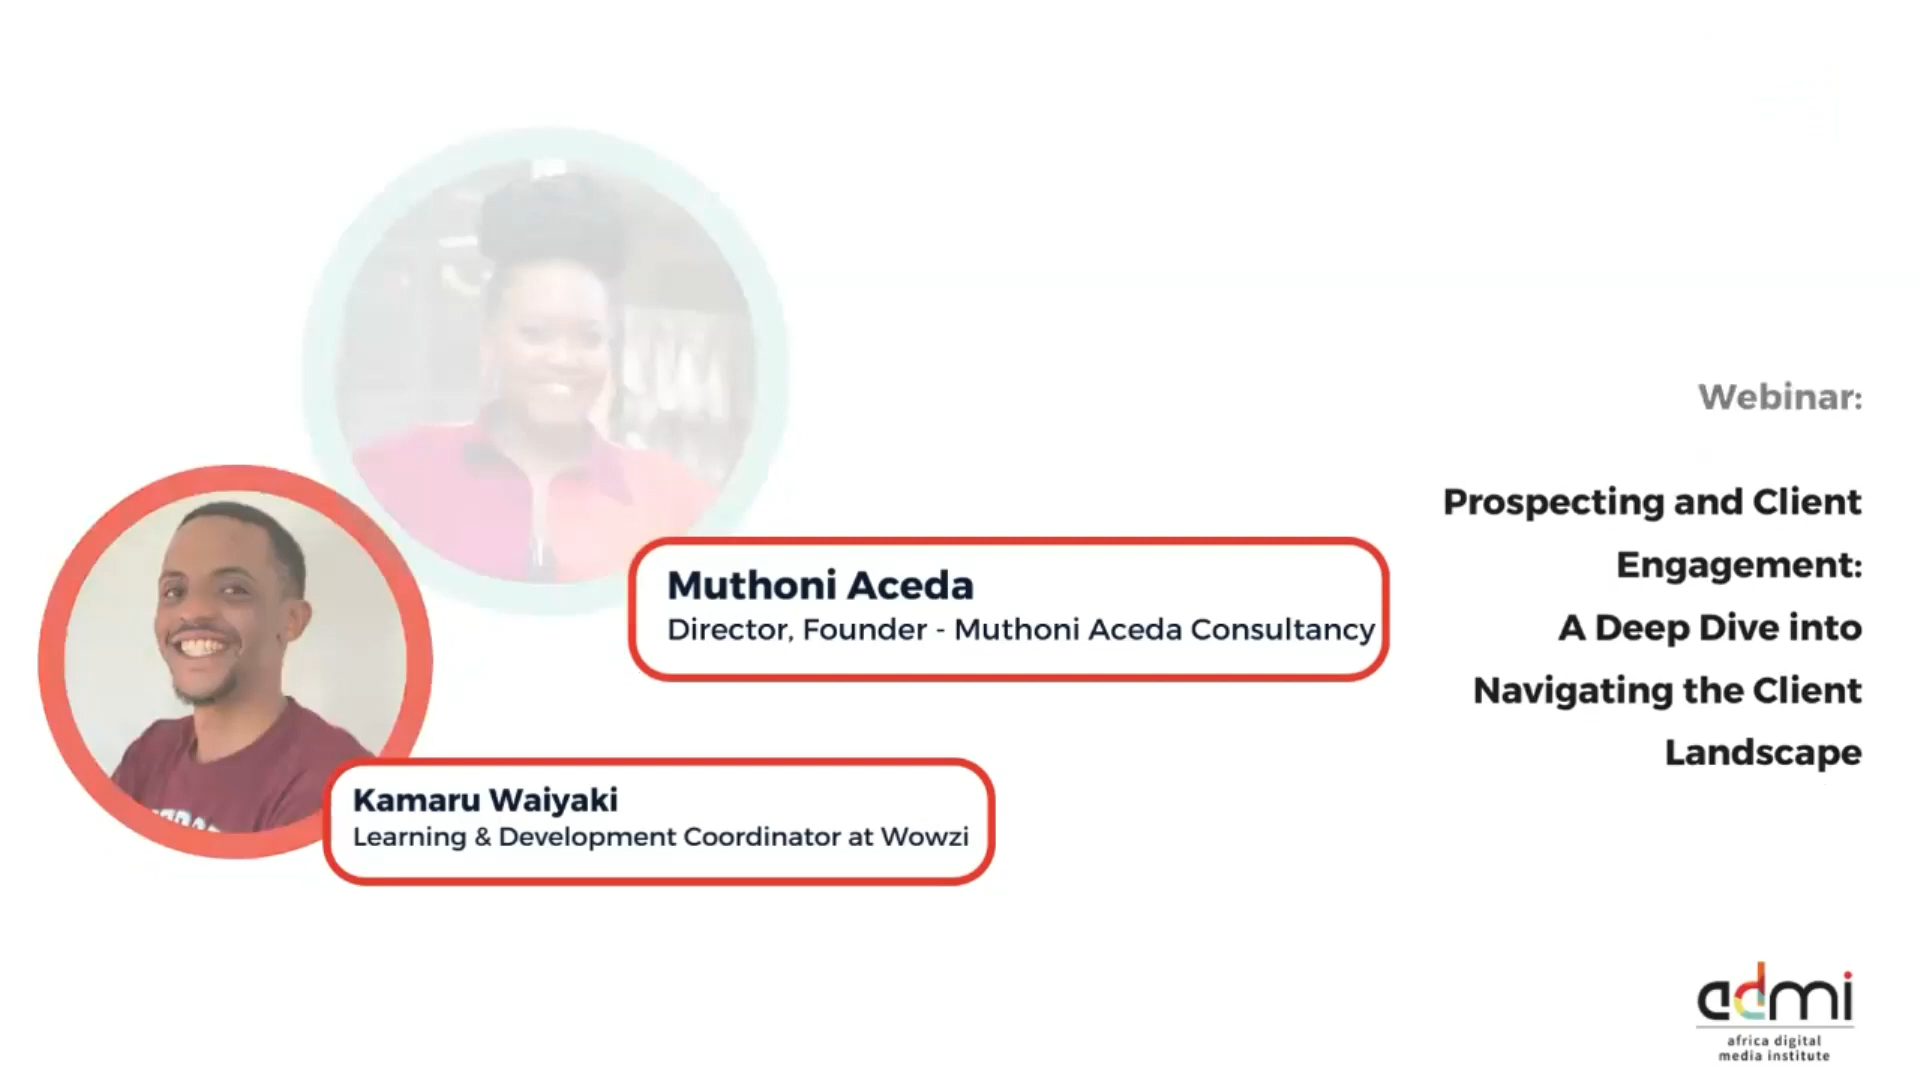 Webinar:
Prospecting and Client
Engagement:
A Deep Dive into
Navigating the Client
Landscape
Muthoni Aceda
Director, Founder - Muthoni Aceda Consultancy
Kamaru Waiyaki
Learning & Development Coordinator at Wowzi
admi
africa digital
media institute